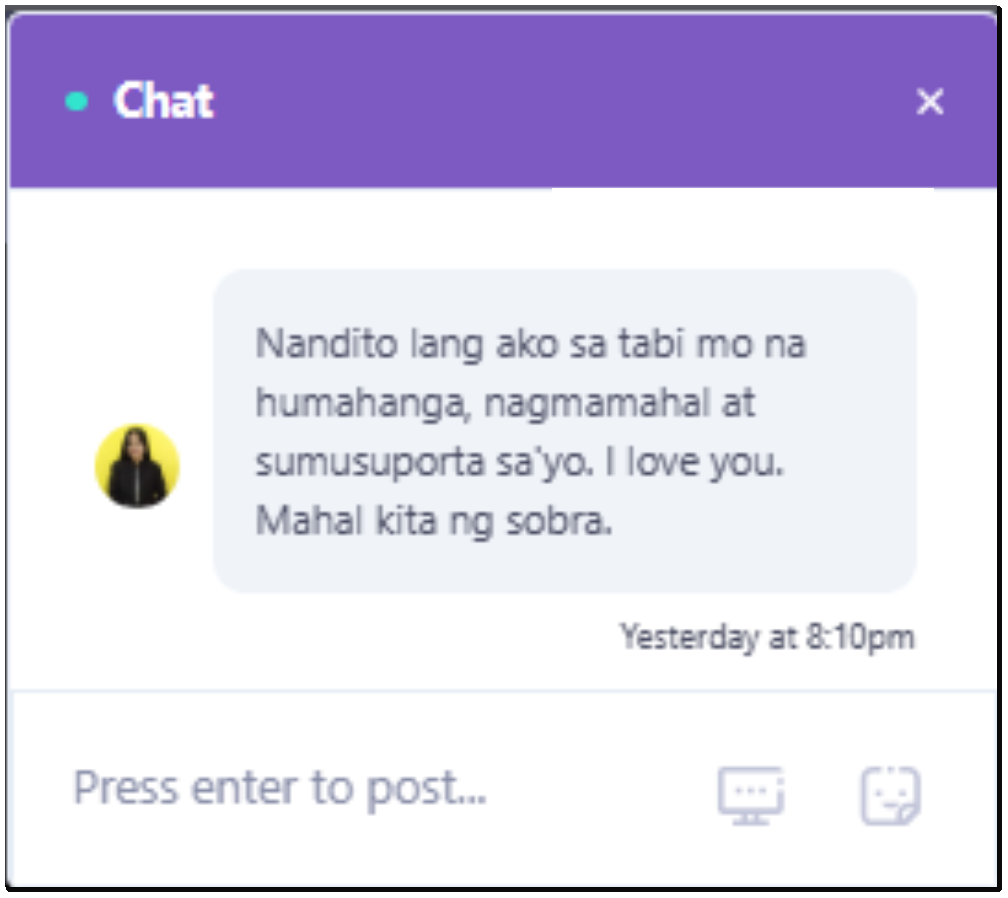 Chat
Nandito lang ako sa tabi mo na
humahanga, nagmamahal at
sumusuporta sa'yo. I love you.
Mahal kita ng sobra.
Yesterday at 8:10pm
Press enter to post...